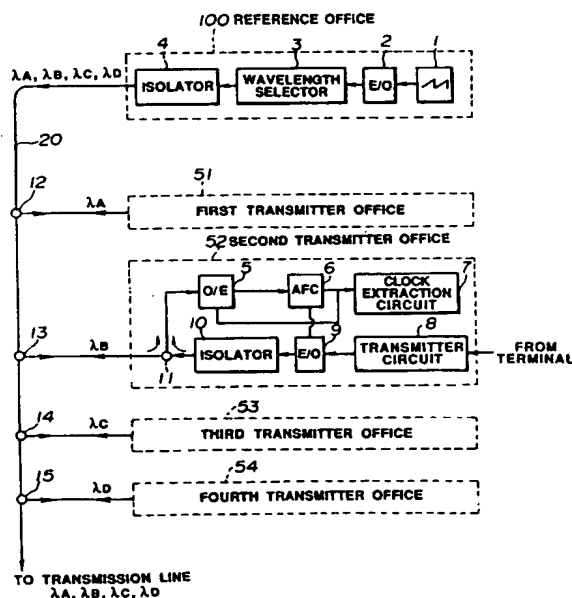 100 REFERENCE OFFICE
4
3
2
1
λA, λB, λC, λD
ISOLATOR
WAVELENGTH SELECTOR
E/O
20
12
51
λA
FIRST TRANSMITTER OFFICE
52 SECOND TRANSMITTER OFFICE
5
6
7
O/E
AFC
CLOCK EXTRACTION CIRCUIT
10
9
8
13
λB
ISOLATOR
E/O
TRANSMITTER CIRCUIT
FROM TERMINAL
11
14
53
λC
THIRD TRANSMITTER OFFICE
15
54
λD
FOURTH TRANSMITTER OFFICE
TO TRANSMISSION LINE
λA, λB, λC, λD